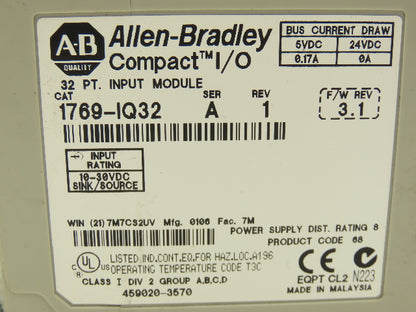 A-B
QUALITY
Allen-Bradley
Compact™ I/O
BUS CURRENT DRAW
5VDC 24VDC
0.17A 0A
32 PT. INPUT MODULE
CAT SER REV
1769-IQ32 A 1
F/W REV
3.1
INPUT
RATING
10-30VDC
SINK/SOURCE
WIN (21) 7M7CS2UV Mfg. 0106 Fac. 7M
POWER SUPPLY DIST. RATING 8
PRODUCT CODE 68
C UL US LISTED IND.CONT.EQ.FOR HAZ.LOC.A196
OPERATING TEMPERATURE CODE T3C
CLASS I DIV 2 GROUP A,B,C,D
459020-3570
CE
EQPT CL2 N223
MADE IN MALAYSIA